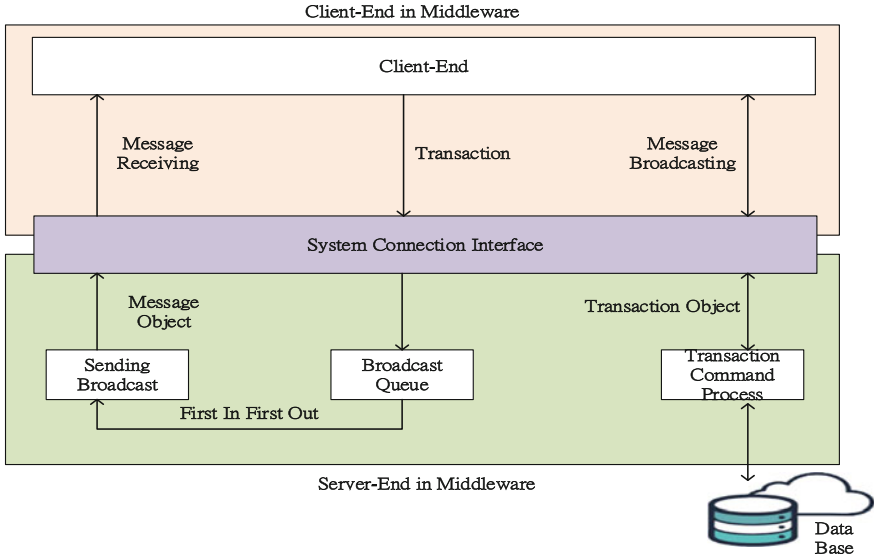 Client-End in Middleware
Client-End
Message
Receiving
Transaction
Message
Broadcasting
System Connection Interface
Message
Object
Transaction Object
Sending
Broadcast
Broadcast
Queue
Transaction
Command
Process
First In First Out
Server-End in Middleware
Data
Base